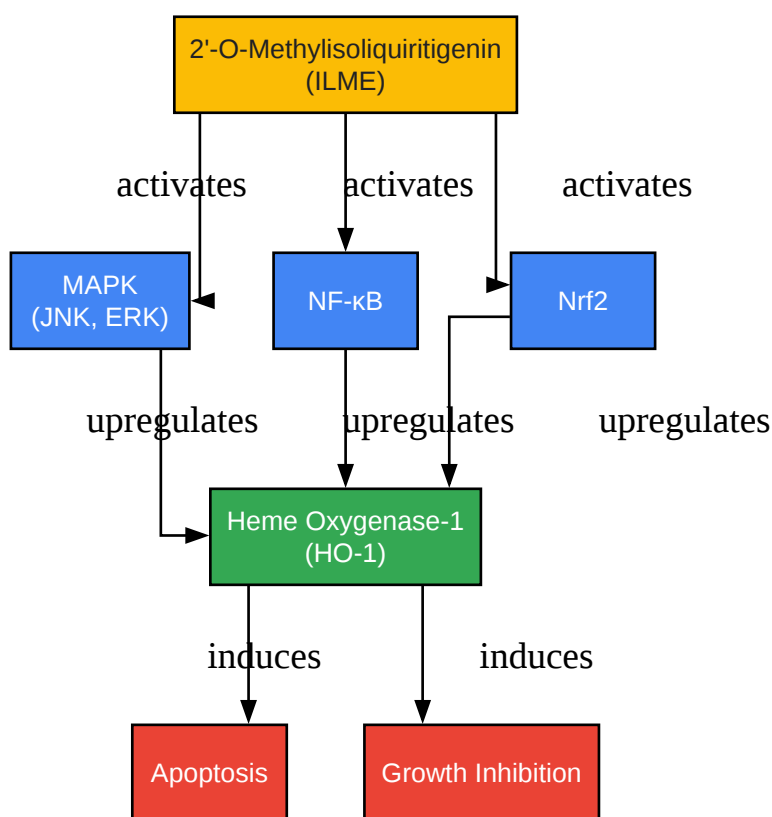 2'-O-Methylisoliquiritigenin
(ILME)
activates
activates
activates
MAPK
(JNK, ERK)
NF-κB
Nrf2
upregulates
upregulates
upregulates
Heme Oxygenase-1
(HO-1)
induces
induces
Apoptosis
Growth Inhibition